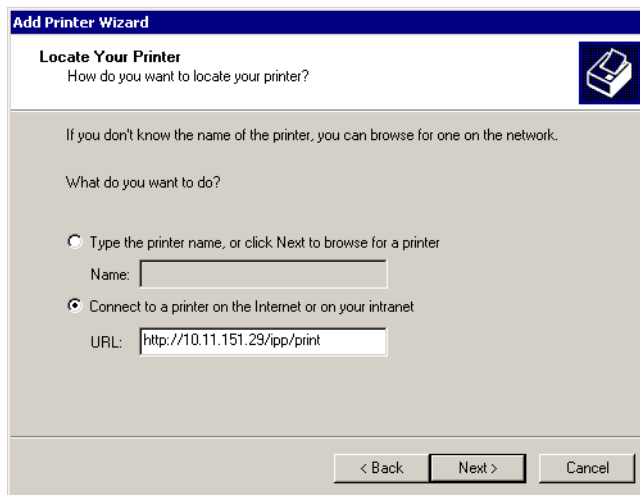 Add Printer Wizard
Locate Your Printer
How do you want to locate your printer?
If you don't know the name of the printer, you can browse for one on the network.
What do you want to do?
Type the printer name, or click Next to browse for a printer
Name:
Connect to a printer on the Internet or on your intranet
URL: http://10.11.151.29/ipp/print
< Back Next > Cancel